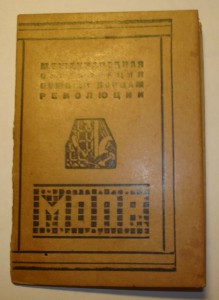 МЕЖДУНАРОДНАЯ
ОРГАНИЗАЦИЯ
ПОМОЩИ БОРЦАМ
РЕВОЛЮЦИИ
МОПР